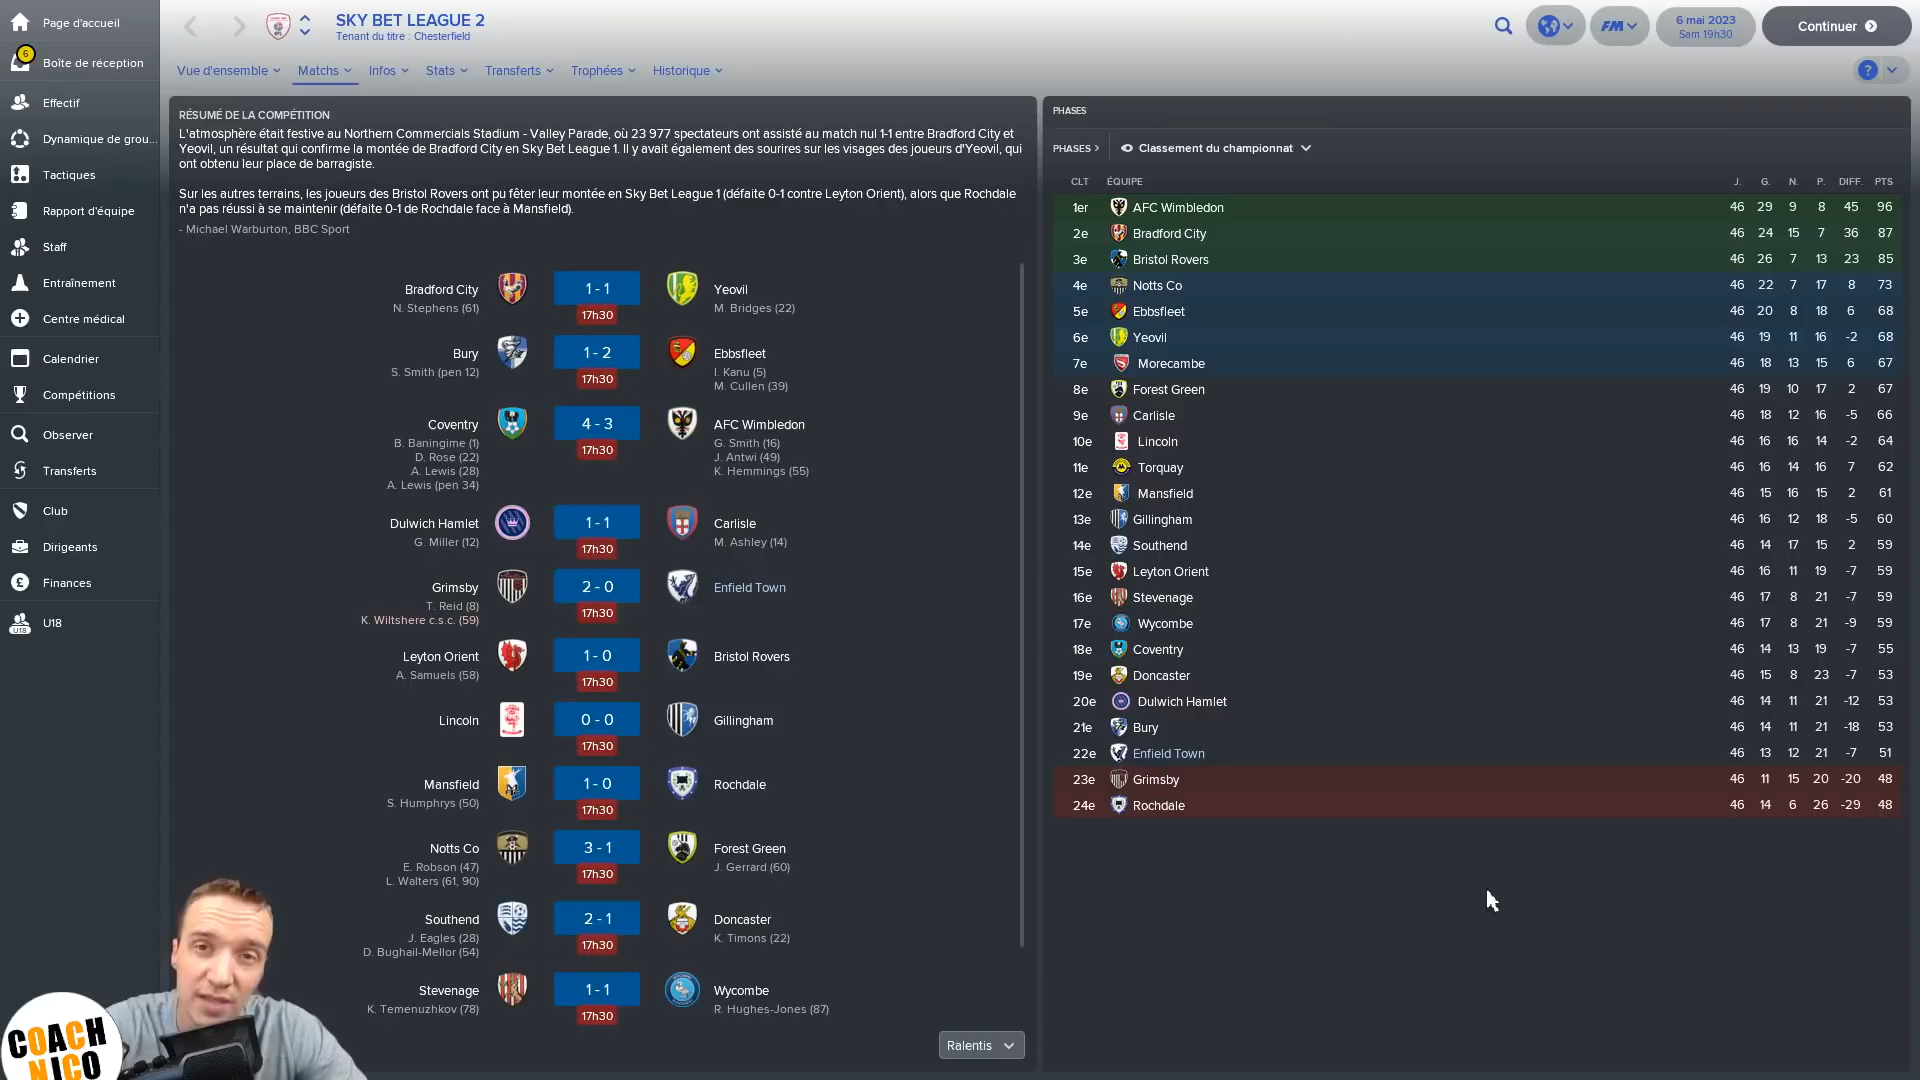 Page d'accueil
6
Boîte de réception
Effectif
Dynamique de grou...
Tactiques
Rapport d'équipe
Staff
Entraînement
Centre médical
Calendrier
Compétitions
Observer
Transferts
Club
Dirigeants
Finances
U18
SKY BET LEAGUE 2
Tenant du titre : Chesterfield
FM
6 mai 2023
Sam 19h30
Continuer
Vue d'ensemble
Matchs
Infos
Stats
Transferts
Trophées
Historique
?
RÉSUMÉ DE LA COMPÉTITION
L'atmosphère était festive au Northern Commercials Stadium - Valley Parade, où 23 977 spectateurs ont assisté au match nul 1-1 entre Bradford City et
Yeovil, un résultat qui confirme la montée de Bradford City en Sky Bet League 1. Il y avait également des sourires sur les visages des joueurs d'Yeovil, qui
ont obtenu leur place de barragiste.
Sur les autres terrains, les joueurs des Bristol Rovers ont pu fêter leur montée en Sky Bet League 1 (défaite 0-1 contre Leyton Orient), alors que Rochdale
n'a pas réussi à se maintenir (défaite 0-1 de Rochdale face à Mansfield).
- Michael Warburton, BBC Sport
Bradford City 1 - 1 Yeovil
N. Stephens (61) 17h30 M. Bridges (22)
Bury 1 - 2 Ebbsfleet
S. Smith (pen 12) 17h30 I. Kanu (5)
M. Cullen (39)
Coventry 4 - 3 AFC Wimbledon
B. Baningime (1) 17h30 G. Smith (16)
D. Rose (22) J. Antwi (49)
A. Lewis (28) K. Hemmings (55)
A. Lewis (pen 34)
Dulwich Hamlet 1 - 1 Carlisle
G. Miller (12) 17h30 M. Ashley (14)
Grimsby 2 - 0 Enfield Town
T. Reid (8) 17h30
K. Wiltshere c.s.c. (59)
Leyton Orient 1 - 0 Bristol Rovers
A. Samuels (58) 17h30
Lincoln 0 - 0 Gillingham
17h30
Mansfield 1 - 0 Rochdale
S. Humphrys (50) 17h30
Notts Co 3 - 1 Forest Green
E. Robson (47) 17h30 J. Gerrard (60)
L. Walters (61, 90)
Southend 2 - 1 Doncaster
J. Eagles (28) 17h30 K. Timons (22)
D. Bughail-Mellor (54)
Stevenage 1 - 1 Wycombe
K. Temenuzhkov (78) 17h30 R. Hughes-Jones (87)
Ralentis
PHASES
PHASES > Classement du championnat
CLT ÉQUIPE J. G. N. P. DIFF. PTS
1er AFC Wimbledon 46 29 9 8 45 96
2e Bradford City 46 24 15 7 36 87
3e Bristol Rovers 46 26 7 13 23 85
4e Notts Co 46 22 7 17 8 73
5e Ebbsfleet 46 20 8 18 6 68
6e Yeovil 46 19 11 16 -2 68
7e Morecambe 46 18 13 15 6 67
8e Forest Green 46 19 10 17 2 67
9e Carlisle 46 18 12 16 -5 66
10e Lincoln 46 16 16 14 -2 64
11e Torquay 46 16 14 16 7 62
12e Mansfield 46 15 16 15 2 61
13e Gillingham 46 16 12 18 -5 60
14e Southend 46 14 17 15 2 59
15e Leyton Orient 46 16 11 19 -7 59
16e Stevenage 46 17 8 21 -7 59
17e Wycombe 46 17 8 21 -9 59
18e Coventry 46 14 13 19 -7 55
19e Doncaster 46 15 8 23 -7 53
20e Dulwich Hamlet 46 14 11 21 -12 53
21e Bury 46 14 11 21 -18 53
22e Enfield Town 46 13 12 21 -7 51
23e Grimsby 46 11 15 20 -20 48
24e Rochdale 46 14 6 26 -29 48
COACH
NICO